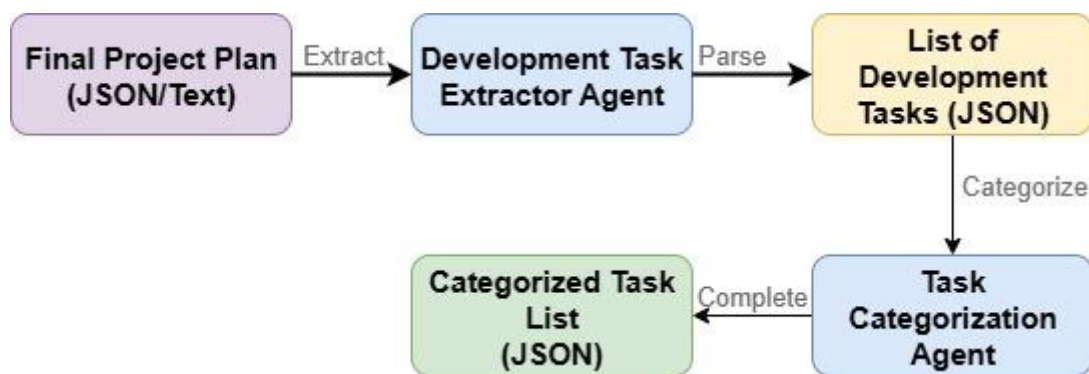 Final Project Plan
(JSON/Text)
Extract
Development Task
Extractor Agent
Parse
List of
Development
Tasks (JSON)
Categorize
Task
Categorization
Agent
Complete
Categorized Task
List
(JSON)